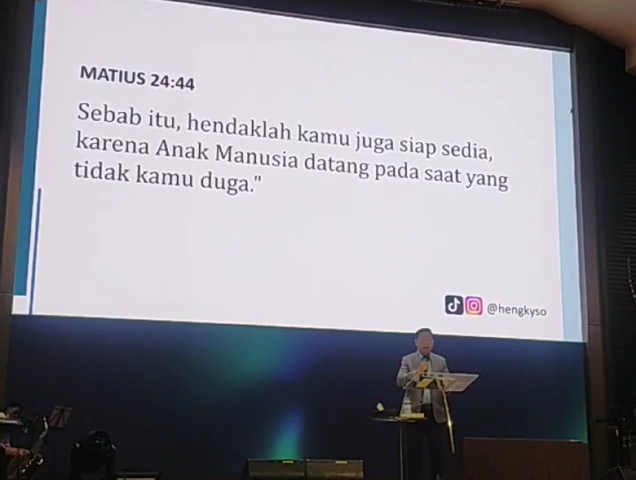 MATIUS 24:44
Sebab itu, hendaklah kamu juga siap sedia,
karena Anak Manusia datang pada saat yang
tidak kamu duga."
@hengkyso